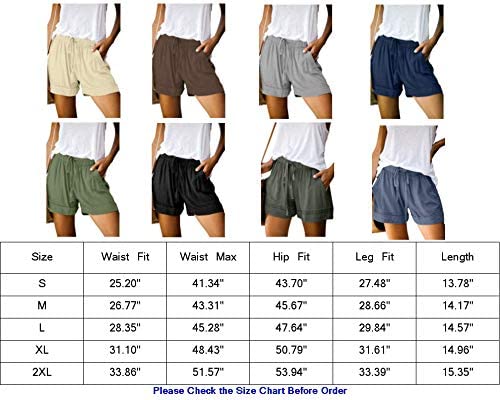 Size Waist Fit Waist Max Hip Fit Leg Fit Length
S 25.20" 41.34" 43.70" 27.48" 13.78"
M 26.77" 43.31" 45.67" 28.66" 14.17"
L 28.35" 45.28" 47.64" 29.84" 14.57"
XL 31.10" 48.43" 50.79" 31.61" 14.96"
2XL 33.86" 51.57" 53.94" 33.39" 15.35"
Please Check the Size Chart Before Order